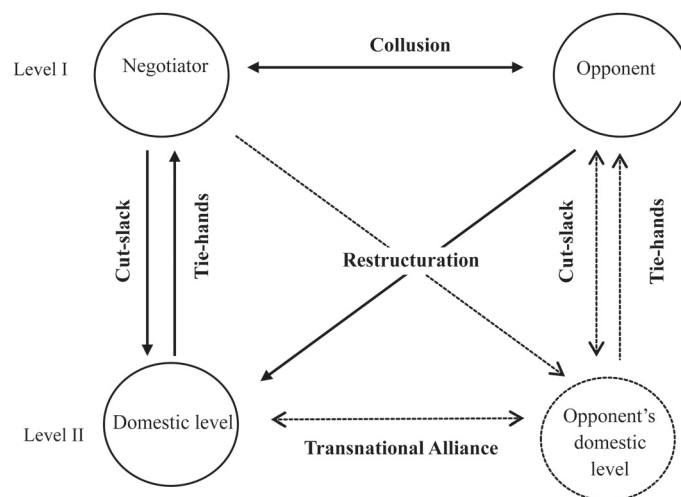 Collusion
Level I
Negotiator
Opponent
Cut-slack
Tie-hands
Restructuration
Cut-slack
Tie-hands
Level II
Domestic level
Transnational Alliance
Opponent's
domestic
level